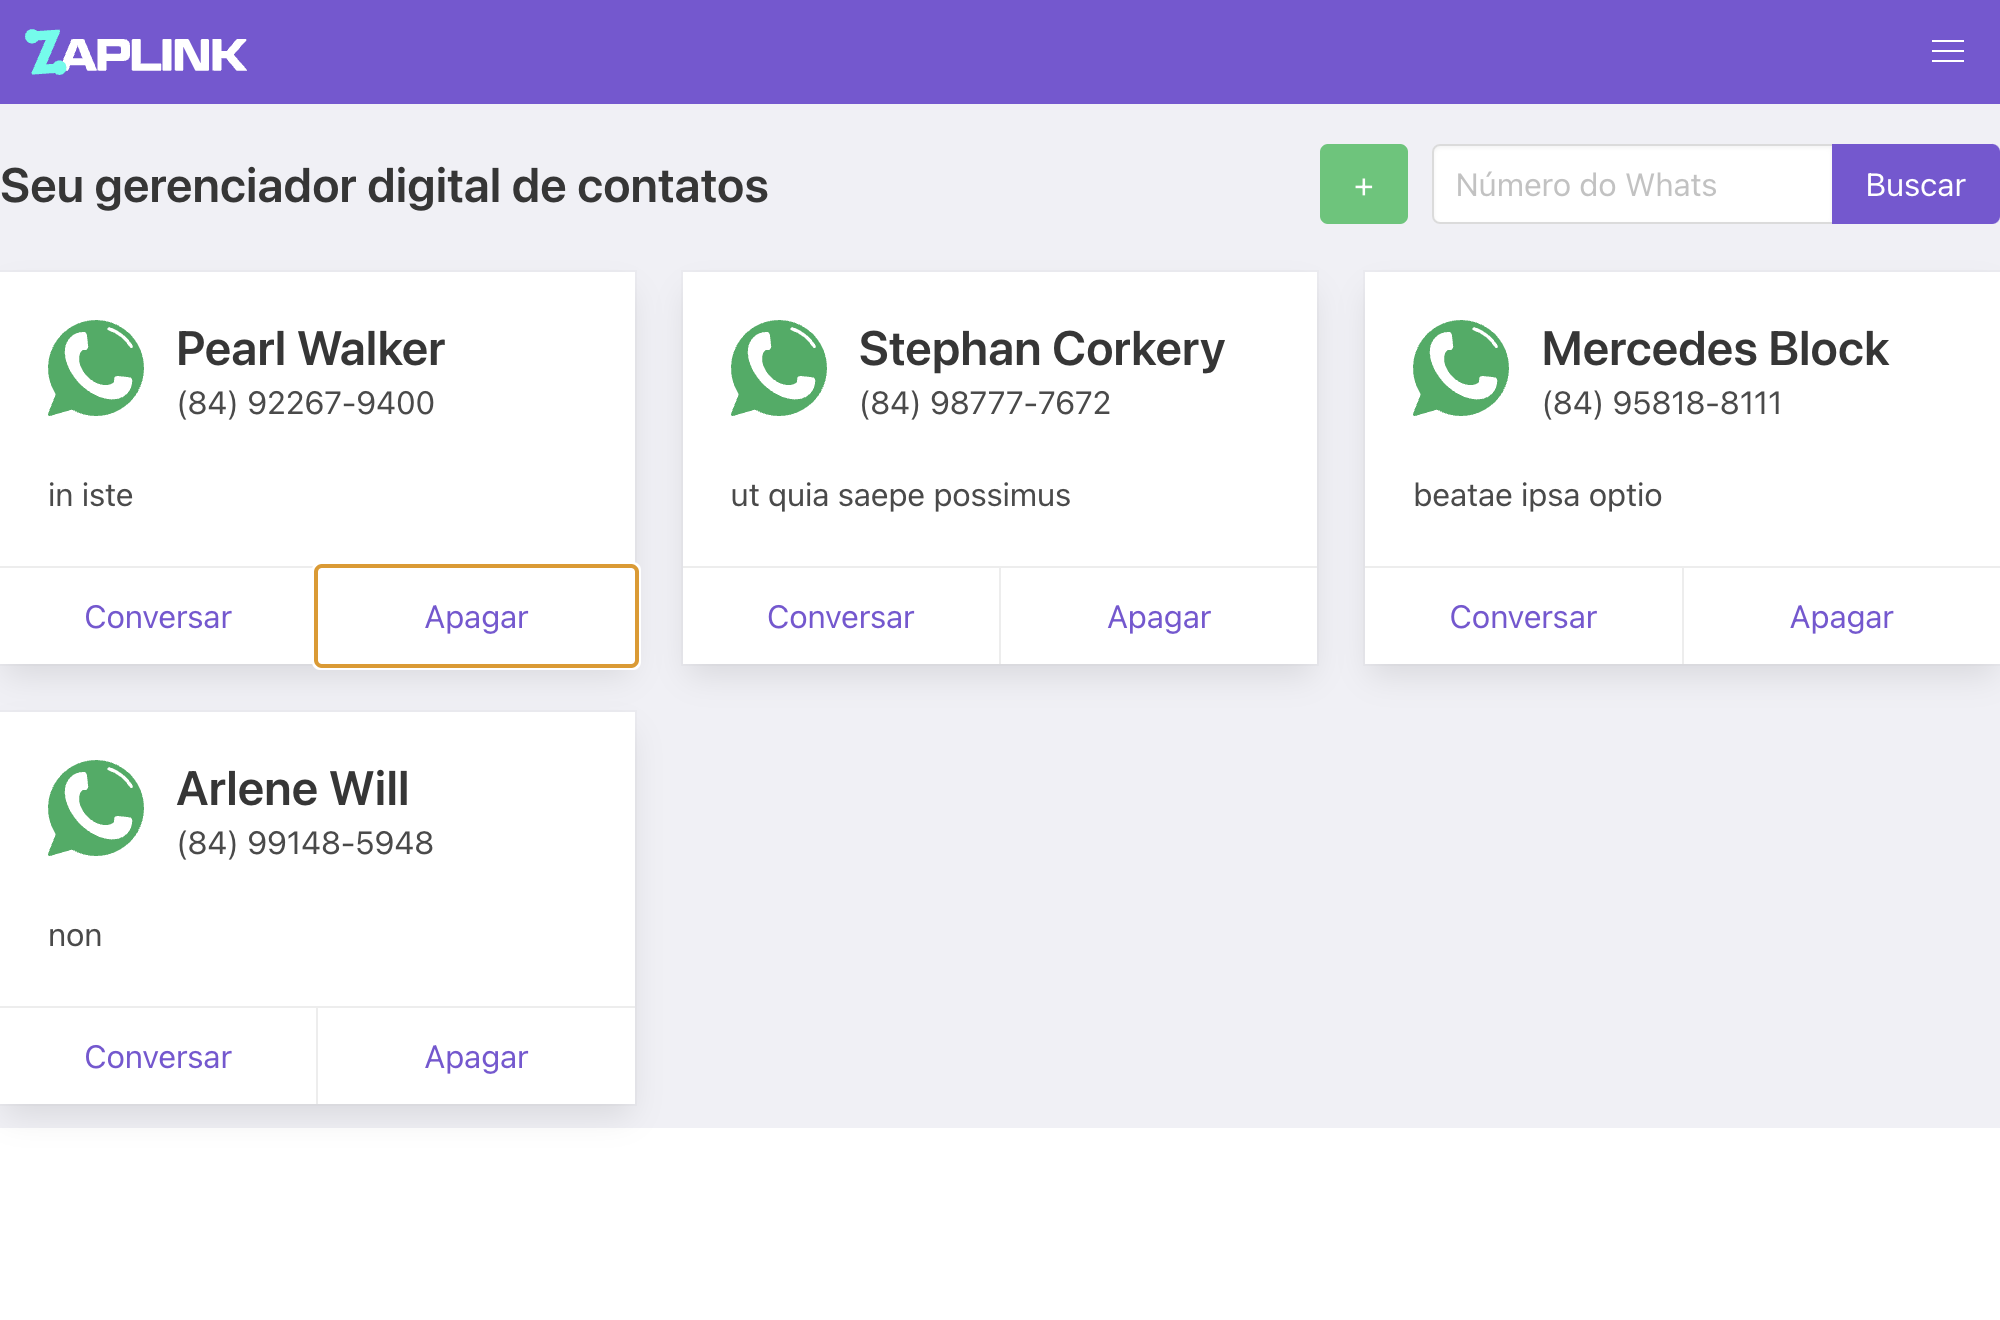 ZAPLINK
Seu gerenciador digital de contatos
+
Número do Whats
Buscar
Pearl Walker
(84) 92267-9400
in iste
Conversar
Apagar
Stephan Corkery
(84) 98777-7672
ut quia saepe possimus
Conversar
Apagar
Mercedes Block
(84) 95818-8111
beatae ipsa optio
Conversar
Apagar
Arlene Will
(84) 99148-5948
non
Conversar
Apagar